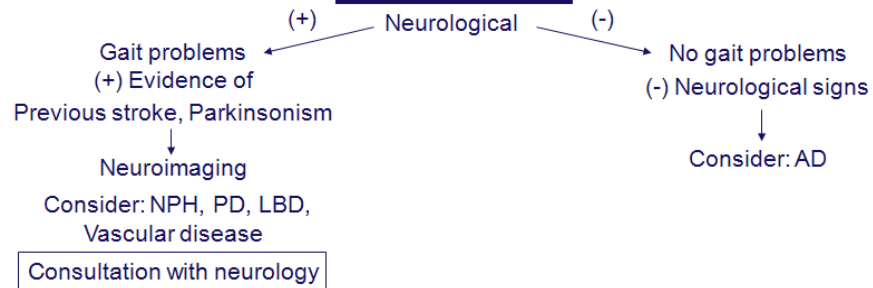 (+) Neurological (-)
Gait problems
(+) Evidence of
Previous stroke, Parkinsonism
Neuroimaging
Consider: NPH, PD, LBD,
Vascular disease
Consultation with neurology
No gait problems
(-) Neurological signs
Consider: AD